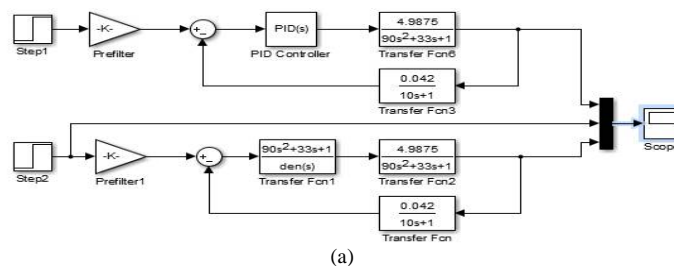 Step1
-K-
Prefilter
+
-
PID(s)
PID Controller
4.9875
90s²+33s+1
Transfer Fcn6
0.042
10s+1
Transfer Fcn3
Step2
-K-
Prefilter1
+
-
90s²+33s+1
den(s)
Transfer Fcn1
4.9875
90s²+33s+1
Transfer Fcn2
0.042
10s+1
Transfer Fcn
Scop
(a)